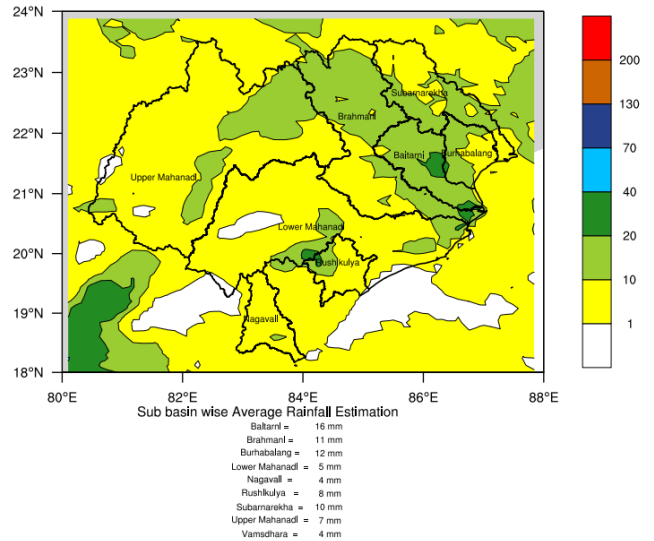 24°N
23°N
22°N
21°N
20°N
19°N
18°N
80°E 82°E 84°E 86°E 88°E
Subarnarekha
BrahmanI
BaItarnI
Burhabalang
Upper MahanadI
Lower MahanadI
RushIkulya
NagavalI
200
130
70
40
20
10
1
Sub basin wise Average Rainfall Estimation
BaItarnI = 16 mm
BrahmanI = 11 mm
Burhabalang = 12 mm
Lower MahanadI = 5 mm
NagavalI = 4 mm
RushIkulya = 8 mm
Subarnarekha = 10 mm
Upper MahanadI = 7 mm
Vamsdhara = 4 mm